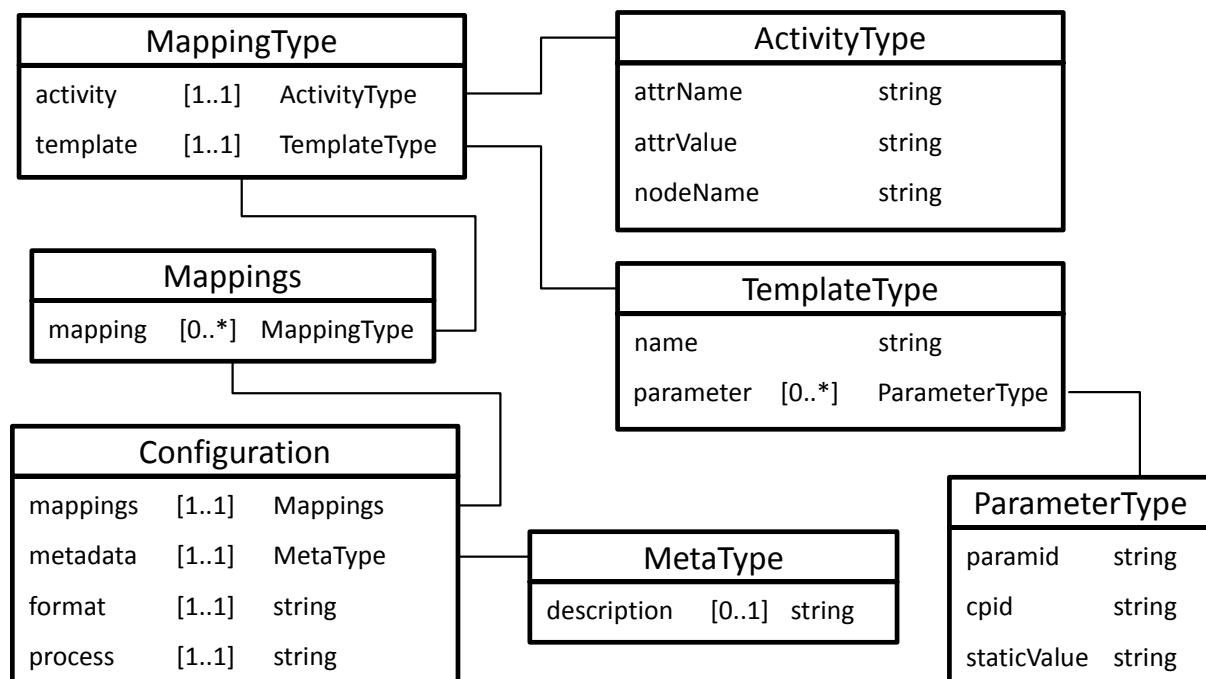 MappingType
activity [1..1] ActivityType
template [1..1] TemplateType
ActivityType
attrName string
attrValue string
nodeName string
Mappings
mapping [0..*] MappingType
TemplateType
name string
parameter [0..*] ParameterType
Configuration
mappings [1..1] Mappings
metadata [1..1] MetaType
format [1..1] string
process [1..1] string
MetaType
description [0..1] string
ParameterType
paramid string
cpid string
staticValue string